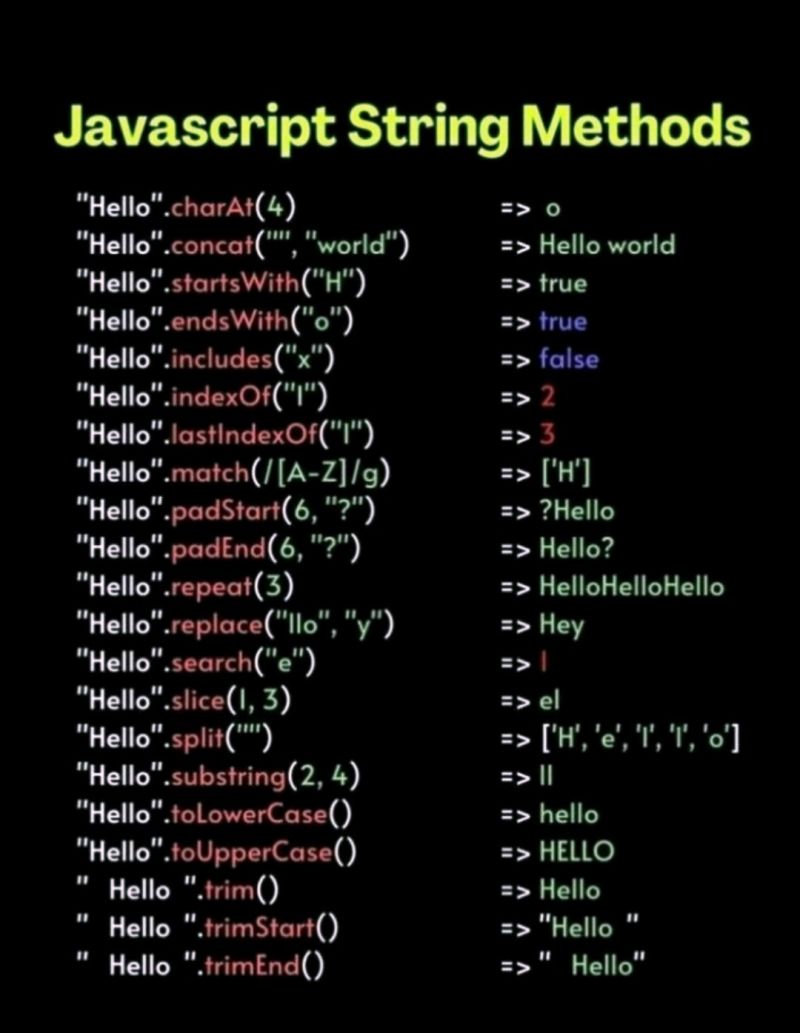 Javascript String Methods
"Hello".charAt(4) => o
"Hello".concat("", "world") => Hello world
"Hello".startsWith("H") => true
"Hello".endsWith("o") => true
"Hello".includes("x") => false
"Hello".indexOf("l") => 2
"Hello".lastIndexOf("l") => 3
"Hello".match(/[A-Z]/g) => ['H']
"Hello".padStart(6, "?") => ?Hello
"Hello".padEnd(6, "?") => Hello?
"Hello".repeat(3) => HelloHelloHello
"Hello".replace("llo", "y") => Hey
"Hello".search("e") => 1
"Hello".slice(1, 3) => el
"Hello".split("") => ['H', 'e', 'l', 'l', 'o']
"Hello".substring(2, 4) => ll
"Hello".toLowerCase() => hello
"Hello".toUpperCase() => HELLO
"  Hello ".trim() => Hello
"  Hello ".trimStart() => "Hello "
"  Hello ".trimEnd() => "  Hello"